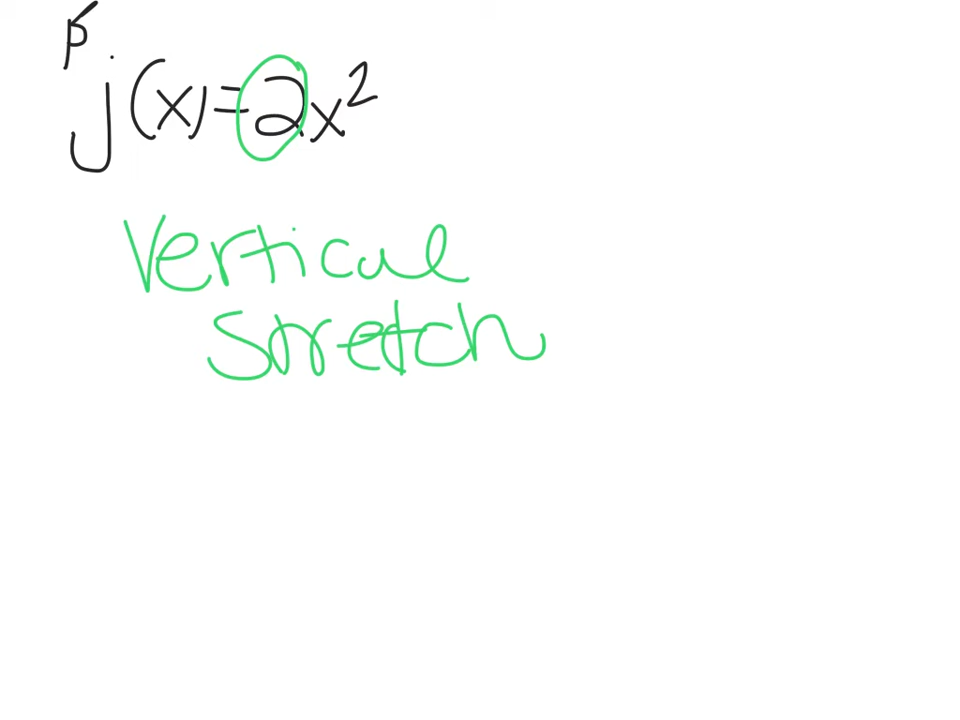 p
j(x)=2x²
Vertical
Stretch